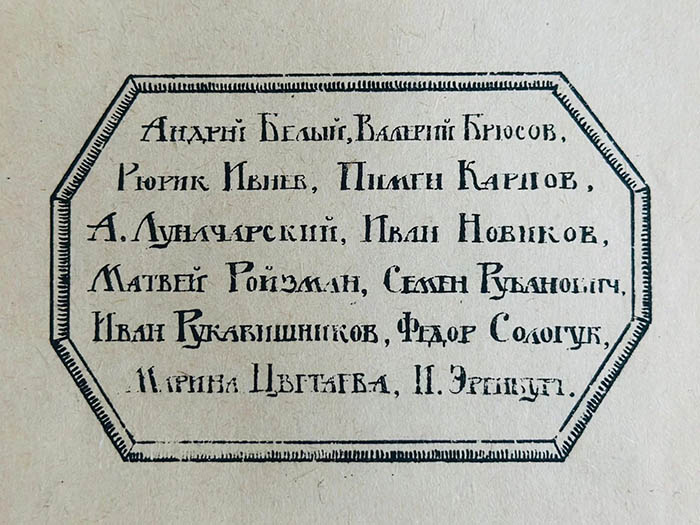 Андрей Белый, Валерий Брюсов,
Рюрик Ивнев, Пимен Карпов,
А. Луначарский, Иван Новиков,
Матвей Ройзман, Семен Рубанович,
Иван Рукавишников, Федор Сологуб,
Марина Цветаева, И. Эренбург.